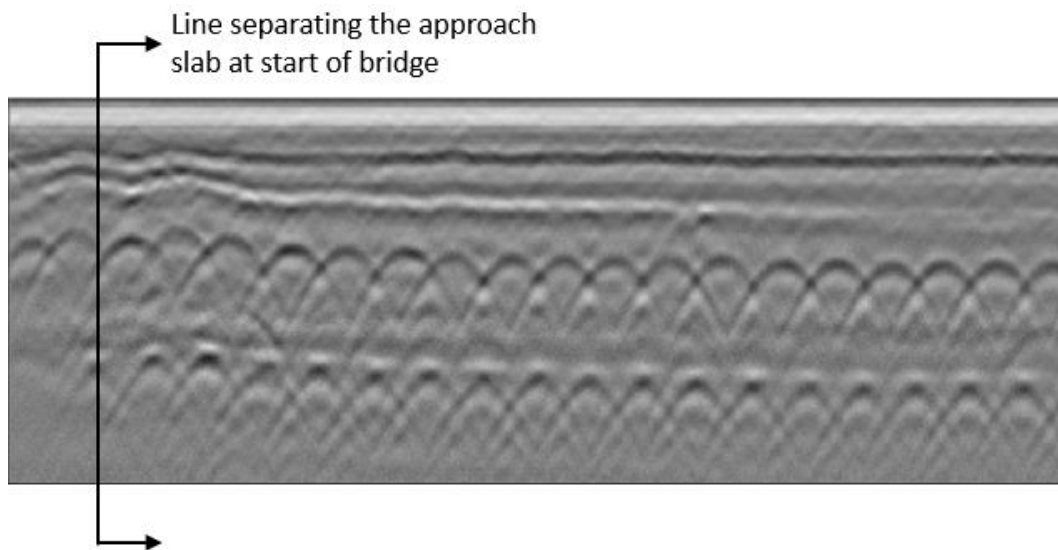 Line separating the approach
slab at start of bridge